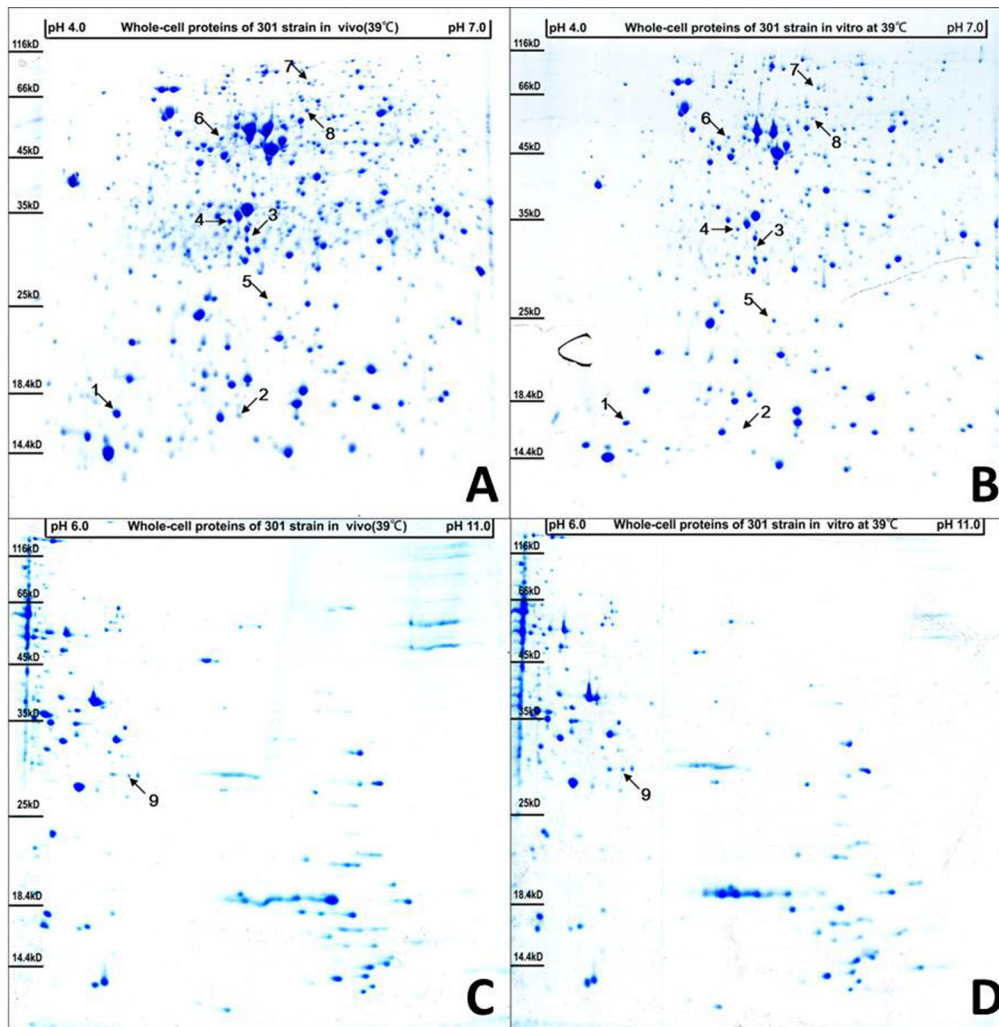 pH 4.0 Whole-cell proteins of 301 strain in vivo(39℃) pH 7.0
116kD
66kD
45kD
35kD
25kD
18.4kD
14.4kD
7
8
6
4
3
5
1
2
A
pH 4.0 Whole-cell proteins of 301 strain in vitro at 39℃ pH 7.0
116kD
66kD
45kD
35kD
25kD
18.4kD
14.4kD
7
8
6
4
3
5
1
2
B
pH 6.0 Whole-cell proteins of 301 strain in vivo(39℃) pH 11.0
116kD
66kD
45kD
35kD
25kD
18.4kD
14.4kD
9
C
pH 6.0 Whole-cell proteins of 301 strain in vitro at 39℃ pH 11.0
116kD
66kD
45kD
35kD
25kD
18.4kD
14.4kD
9
D